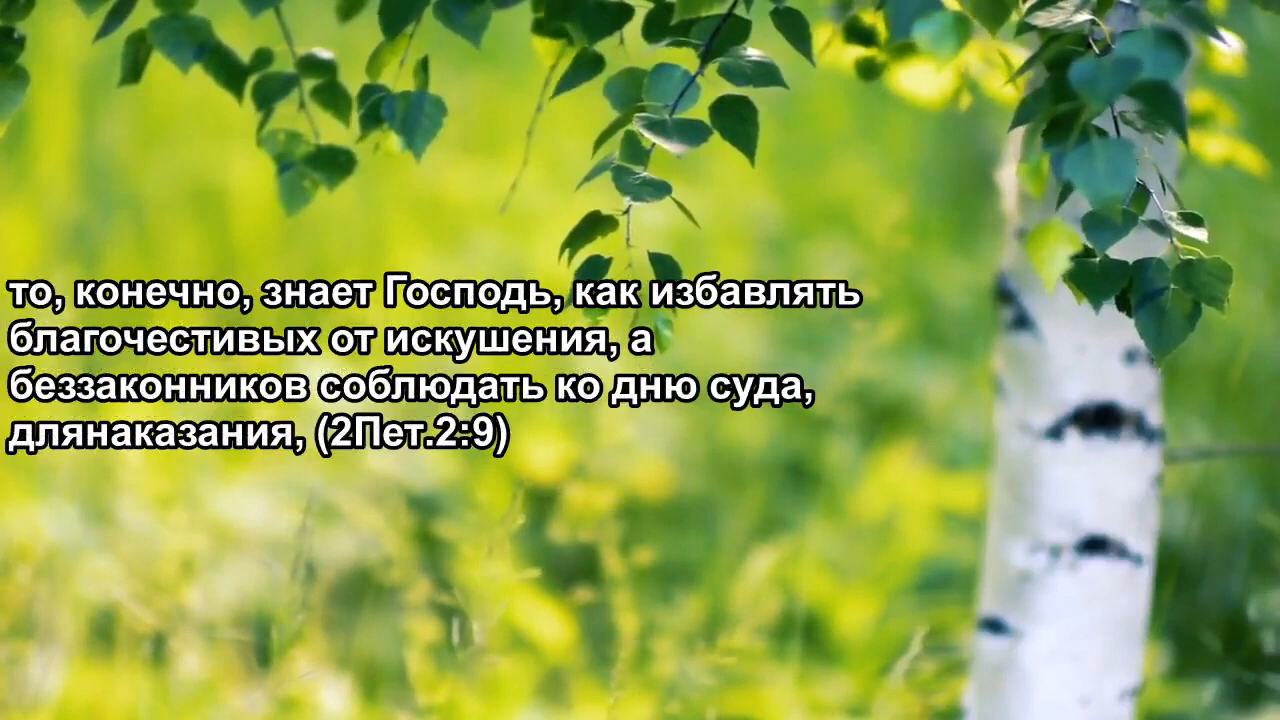 то, конечно, знает Господь, как избавлять
благочестивых от искушения, а
беззаконников соблюдать ко дню суда,
длянаказания, (2Пет.2:9)